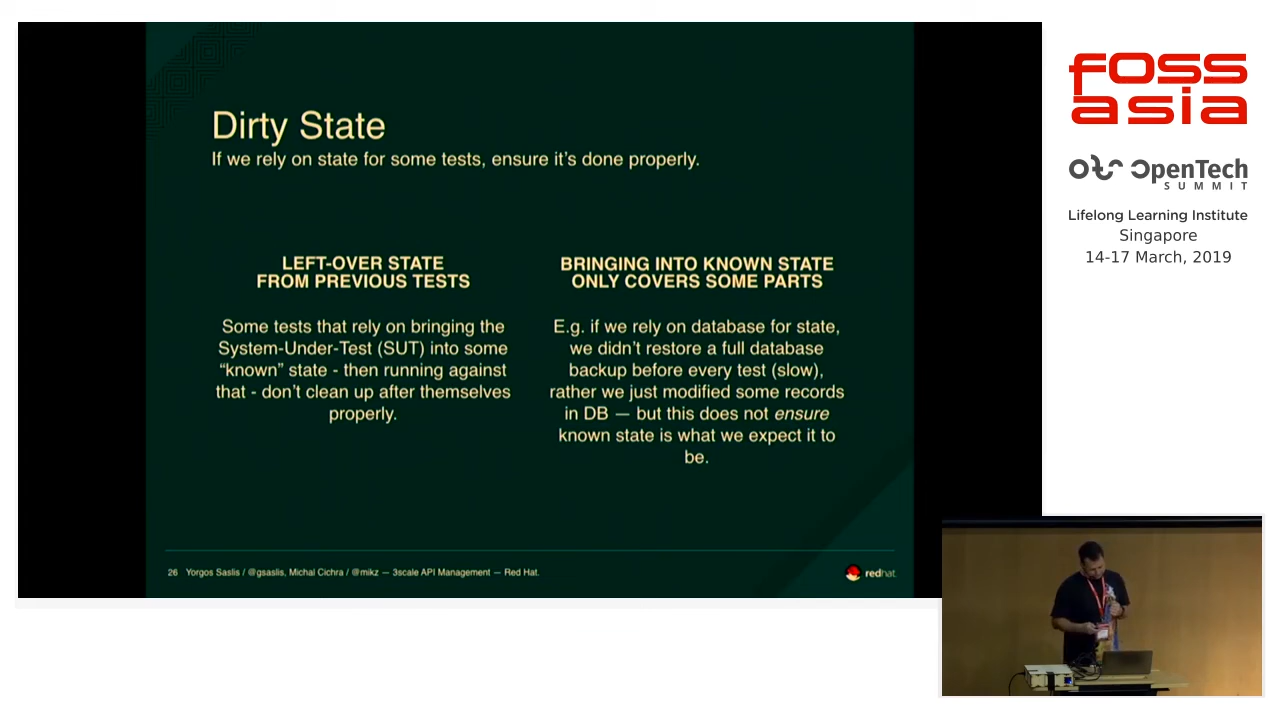 Dirty State
If we rely on state for some tests, ensure it's done properly.
LEFT-OVER STATE
FROM PREVIOUS TESTS
Some tests that rely on bringing the
System-Under-Test (SUT) into some
“known” state - then running against
that - don't clean up after themselves
properly.
BRINGING INTO KNOWN STATE
ONLY COVERS SOME PARTS
E.g. if we rely on database for state,
we didn't restore a full database
backup before every test (slow),
rather we just modified some records
in DB — but this does not ensure
known state is what we expect it to
be.
26 Yorgos Saslis / @gsaslis, Michal Cichra / @mikz — 3scale API Management — Red Hat.
redhat
foss
asia
OpenTech
SUMMIT
Lifelong Learning Institute
Singapore
14-17 March, 2019